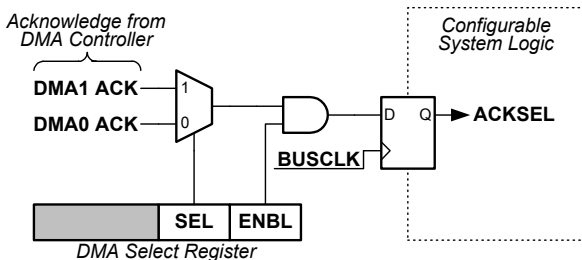 Acknowledge from
DMA Controller
Configurable
System Logic
DMA1 ACK
1
DMA0 ACK
0
D
Q
ACKSEL
BUSCLK
SEL
ENBL
DMA Select Register